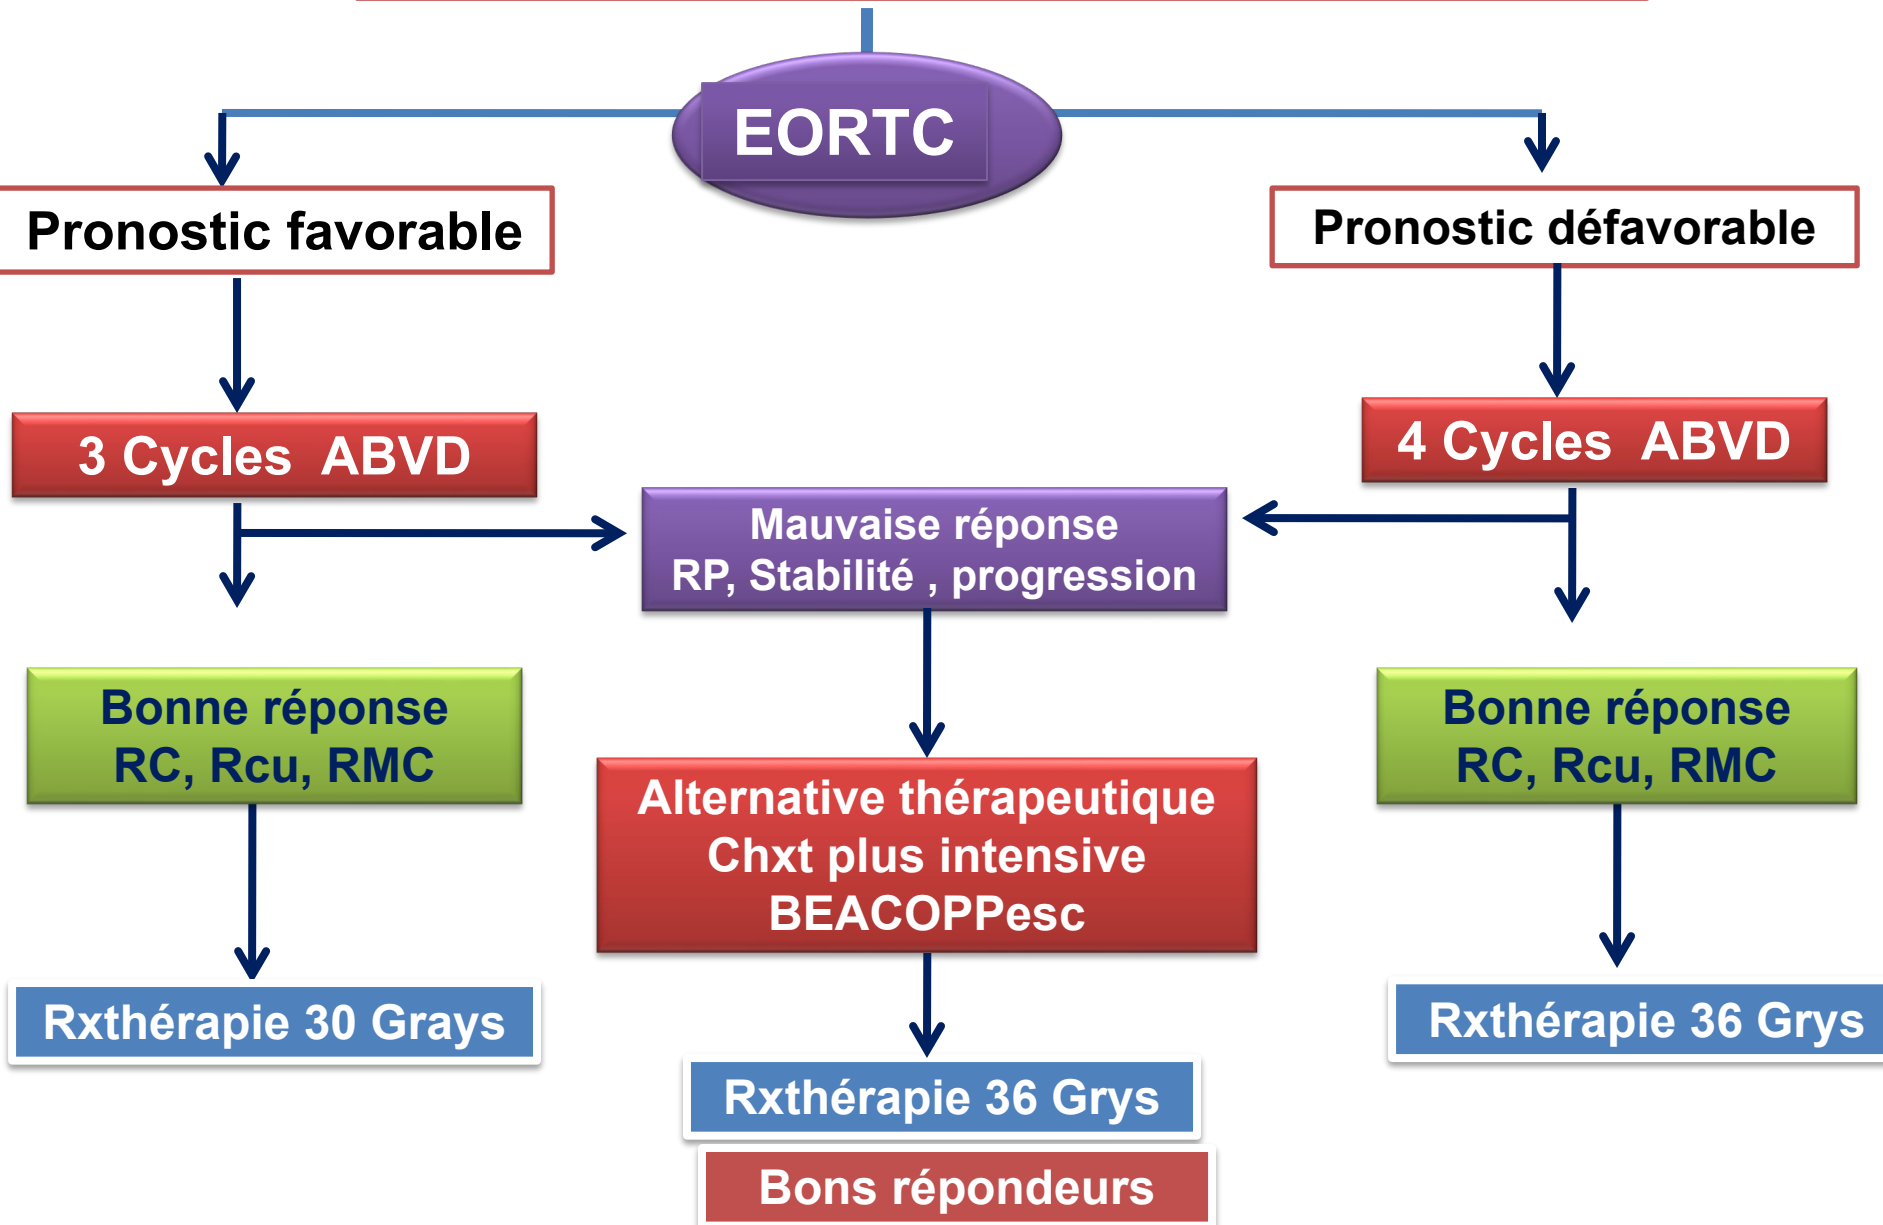 EORTC
Pronostic favorable
Pronostic défavorable
3 Cycles ABVD
4 Cycles ABVD
Mauvaise réponse
RP, Stabilité , progression
Bonne réponse
RC, Rcu, RMC
Bonne réponse
RC, Rcu, RMC
Alternative thérapeutique
Chxt plus intensive
BEACOPPesc
Rxthérapie 30 Grays
Rxthérapie 36 Grys
Rxthérapie 36 Grys
Bons répondeurs